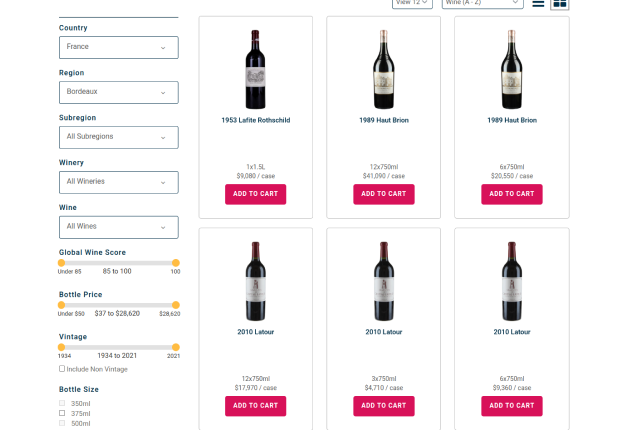 View 12
Wine (A - Z)
Country
France
Region
Bordeaux
Subregion
All Subregions
Winery
All Wineries
Wine
All Wines
Global Wine Score
Under 85 85 to 100 100
Bottle Price
Under $50 $37 to $28,620 $28,620
Vintage
1934 1934 to 2021 2021
Include Non Vintage
Bottle Size
350ml
375ml
500ml
1953 Lafite Rothschild
1x1.5L
$9,080 / case
ADD TO CART
1989 Haut Brion
12x750ml
$41,090 / case
ADD TO CART
1989 Haut Brion
6x750ml
$20,550 / case
ADD TO CART
2010 Latour
12x750ml
$17,970 / case
ADD TO CART
2010 Latour
3x750ml
$4,710 / case
ADD TO CART
2010 Latour
6x750ml
$9,360 / case
ADD TO CART